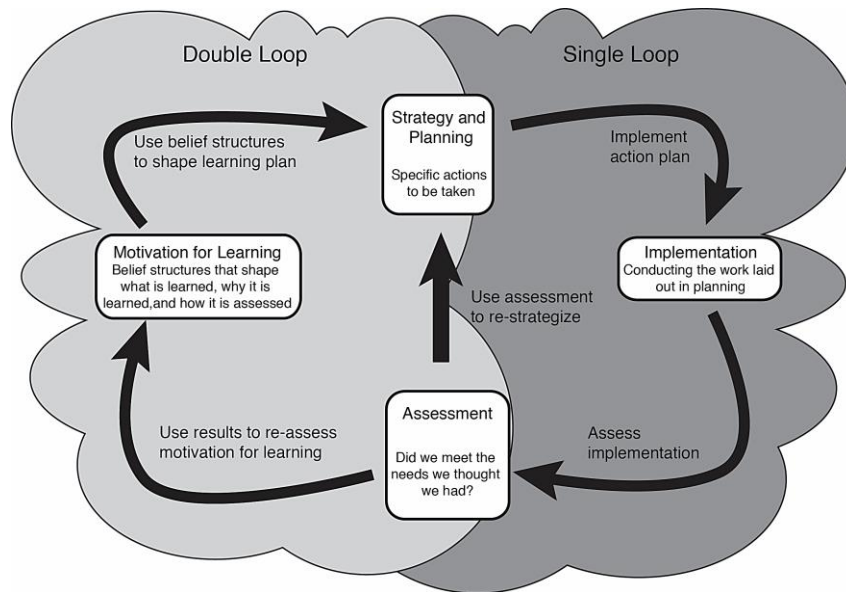 Double Loop
Single Loop
Strategy and
Planning
Specific actions
to be taken
Use belief structures
to shape learning plan
Implement
action plan
Motivation for Learning
Belief structures that shape
what is learned, why it is
learned,and how it is assessed
Implementation
Conducting the work laid
out in planning
Use assessment
to re-strategize
Assessment
Did we meet the
needs we thought
we had?
Use results to re-assess
motivation for learning
Assess
implementation